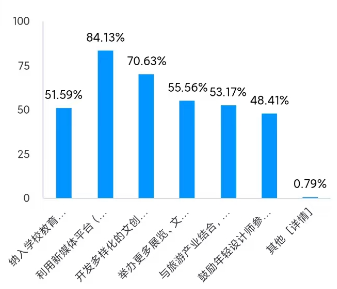 100
84.13%
70.63%
75
51.59%
55.56%
53.17%
48.41%
50
25
0.79%
0
纳入学校教育...
利用新媒体平台 (...
开发多样化的文创...
举办更多展览、文...
与旅游产业结合，...
鼓励年轻设计师参...
其他 [详情]